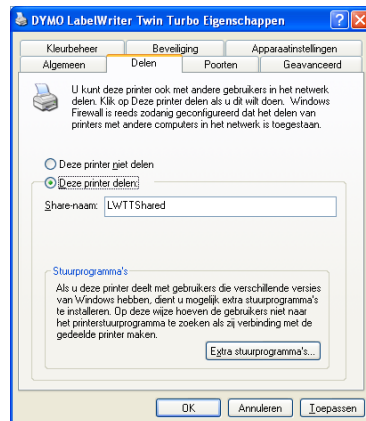 DYMO LabelWriter Twin Turbo Eigenschappen
Kleurbeheer Beveiliging Apparaatinstellingen
Algemeen Delen Poorten Geavanceerd
U kunt deze printer ook met andere gebruikers in het netwerk
delen. Klik op Deze printer delen als u dit wilt doen. Windows
Firewall is reeds zodanig geconfigureerd dat het delen van
printers met andere computers in het netwerk is toegestaan.
Deze printer niet delen
Deze printer delen:
Share-naam: LWTTShared
Stuurprogramma's
Als u deze printer deelt met gebruikers die verschillende versies
van Windows hebben, dient u mogelijk extra stuurprogramma's
te installeren. Op deze wijze hoeven de gebruikers niet naar
het printerstuurprogramma te zoeken als zij verbinding met de
gedeelde printer maken.
Extra stuurprogramma's...
OK Annuleren Toepassen